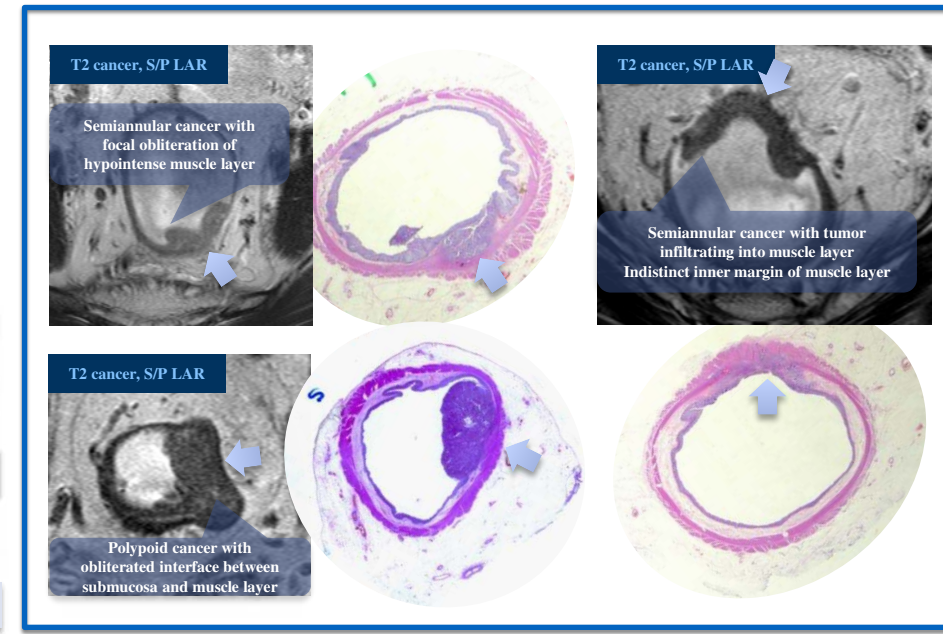 T2 cancer, S/P LAR
Semiannular cancer with
focal obliteration of
hypointense muscle layer
T2 cancer, S/P LAR
Semiannular cancer with tumor
infiltrating into muscle layer
Indistinct inner margin of muscle layer
T2 cancer, S/P LAR
Polypoid cancer with
obliterated interface between
submucosa and muscle layer
S